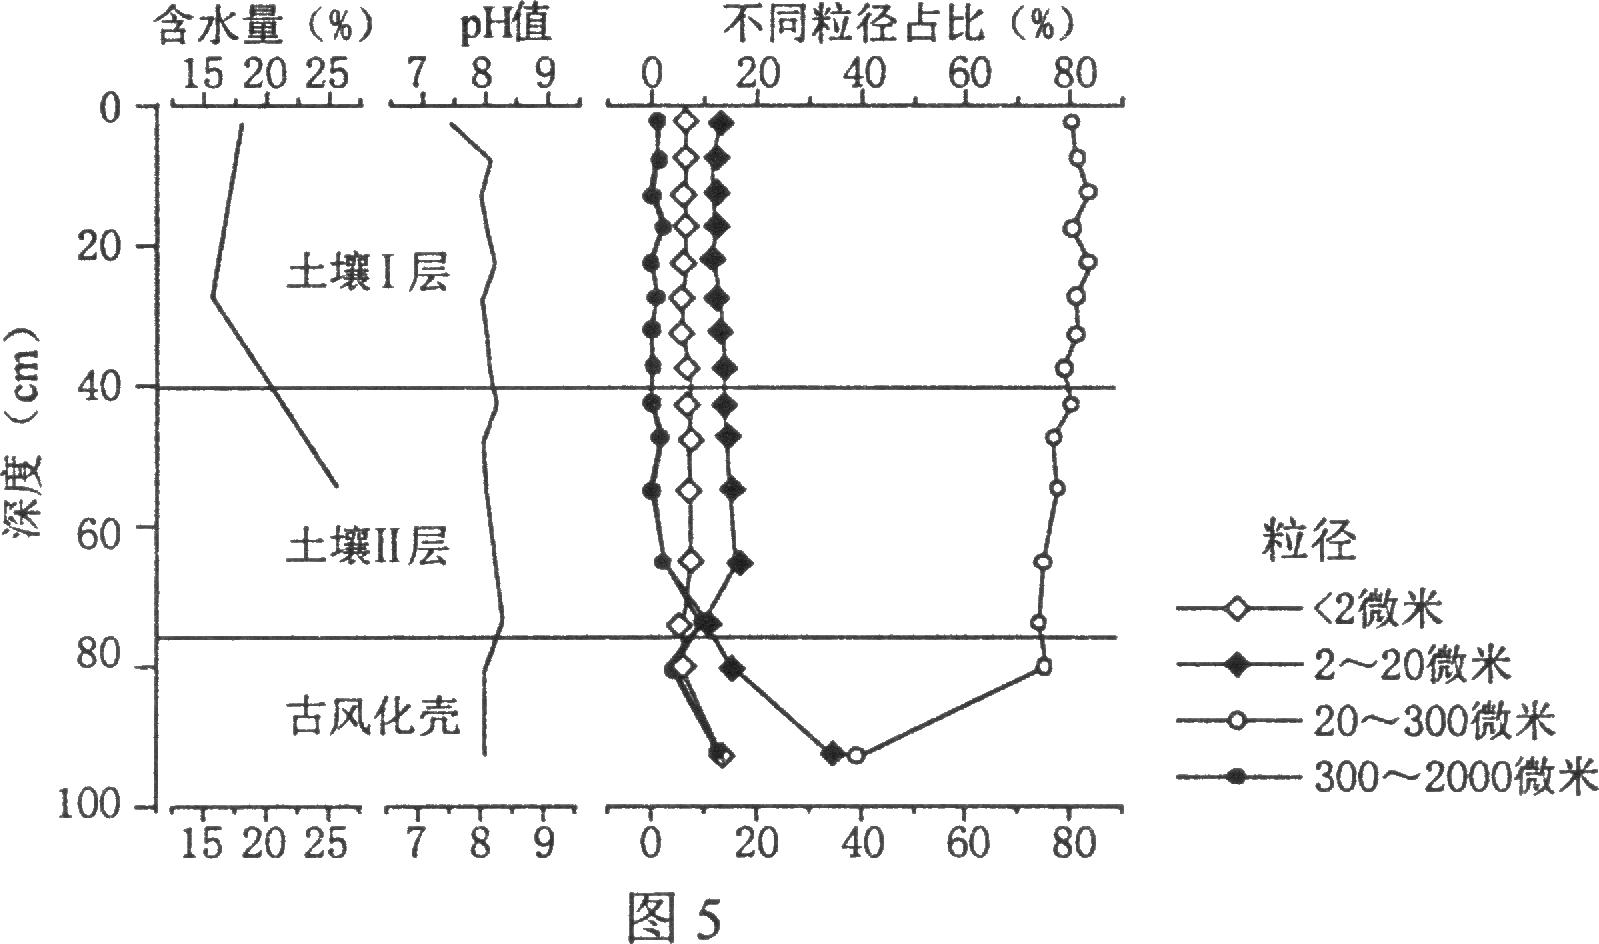 含水量（%） pH值 不同粒径占比（%）
15 20 25 7 8 9 0 20 40 60 80
0
20
土壤I层
40
深度（cm）
60
土壤II层
80
古风化壳
100
15 20 25 7 8 9 0 20 40 60 80
粒径
<2微米
2～20微米
20～300微米
300～2000微米
图5